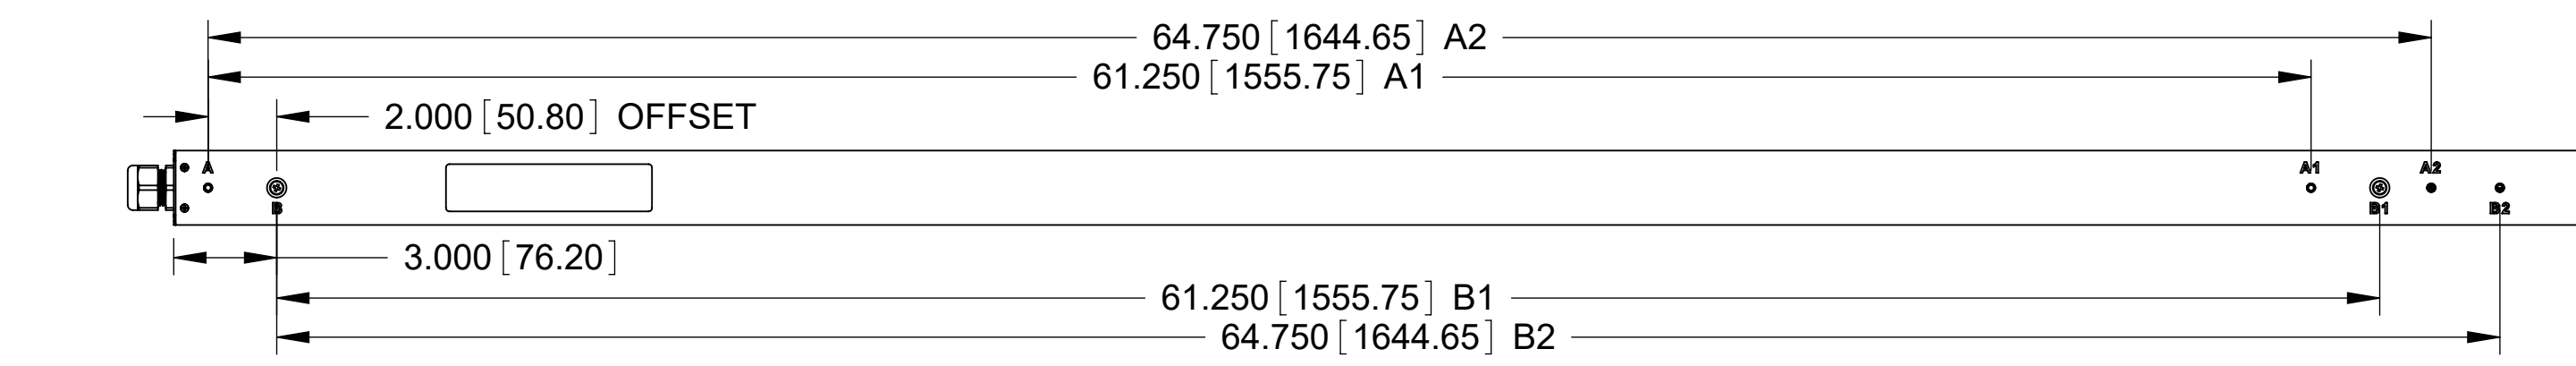 64.750 [1644.65] A2
61.250 [1555.75] A1
2.000 [50.80] OFFSET
A A1 A2
B B1 B2
3.000 [76.20]
61.250 [1555.75] B1
64.750 [1644.65] B2